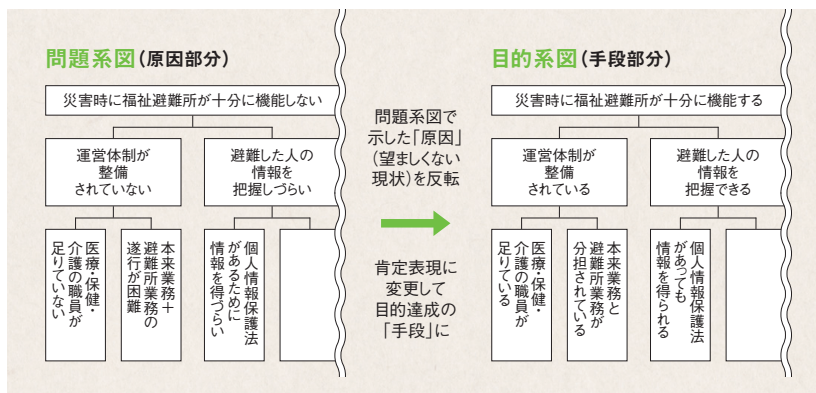 問題系図(原因部分)
災害時に福祉避難所が十分に機能しない
運営体制が
整備
されていない
避難した人の
情報を
把握しづらい
医療・保健・
介護の職員が
足りていない
本来業務＋
避難所業務の
遂行が困難
個人情報保護法
があるために
情報を得づらい
問題系図で
示した「原因」
(望ましくない
現状)を反転
肯定表現に
変更して
目的達成の
「手段」に
目的系図(手段部分)
災害時に福祉避難所が十分に機能する
運営体制が
整備
されている
避難した人の
情報を
把握できる
医療・保健・
介護の職員が
足りている
本来業務と
避難所業務が
分担されている
個人情報保護法
があっても
情報を得られる